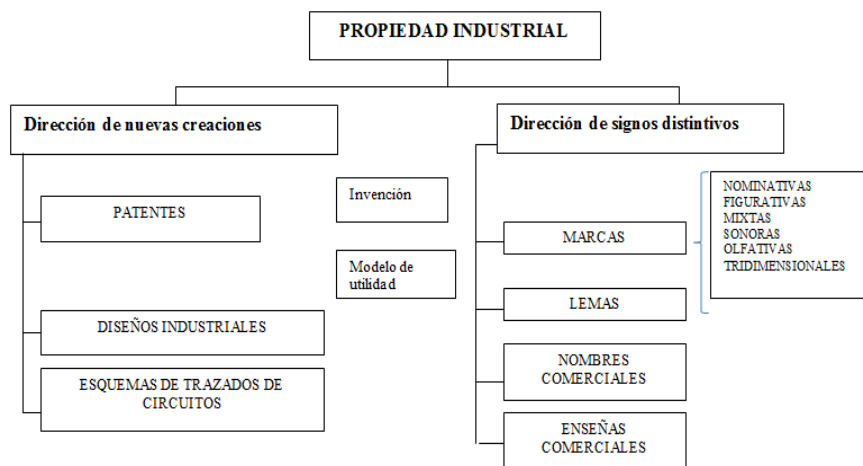 PROPIEDAD INDUSTRIAL
Dirección de nuevas creaciones
PATENTES
Invención
Modelo de
utilidad
DISEÑOS INDUSTRIALES
ESQUEMAS DE TRAZADOS DE
CIRCUITOS
Dirección de signos distintivos
MARCAS
NOMINATIVAS
FIGURATIVAS
MIXTAS
SONORAS
OLFATIVAS
TRIDIMENSIONALES
LEMAS
NOMBRES
COMERCIALES
ENSEÑAS
COMERCIALES